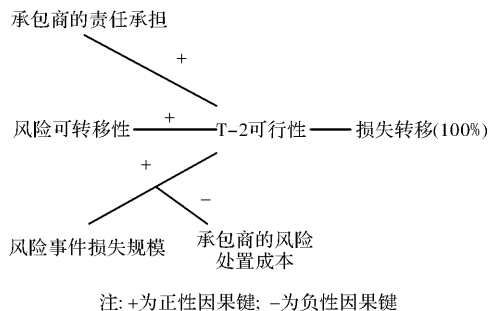 承包商的责任承担
+
风险可转移性
+
T-2可行性
损失转移(100%)
+
−
风险事件损失规模
承包商的风险
处置成本
注: +为正性因果键; −为负性因果键